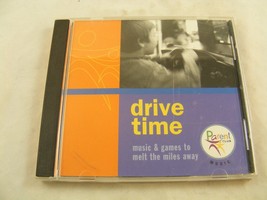 drive
time
music & games to
melt the miles away
Parent
MUSIC